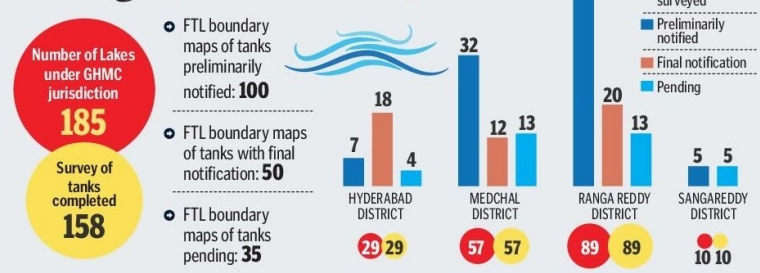 Number of Lakes
under GHMC
jurisdiction
185
Survey of
tanks
completed
158
FTL boundary
maps of tanks
preliminarily
notified: 100
FTL boundary maps
of tanks with final
notification: 50
FTL boundary
maps of tanks
pending: 35
7
18
4
HYDERABAD
DISTRICT
29 29
32
12
13
MEDCHAL
DISTRICT
57 57
20
13
RANGA REDDY
DISTRICT
89 89
5 5
SANGAREDDY
DISTRICT
10 10
surveyed
Preliminarily
notified
Final notification
Pending